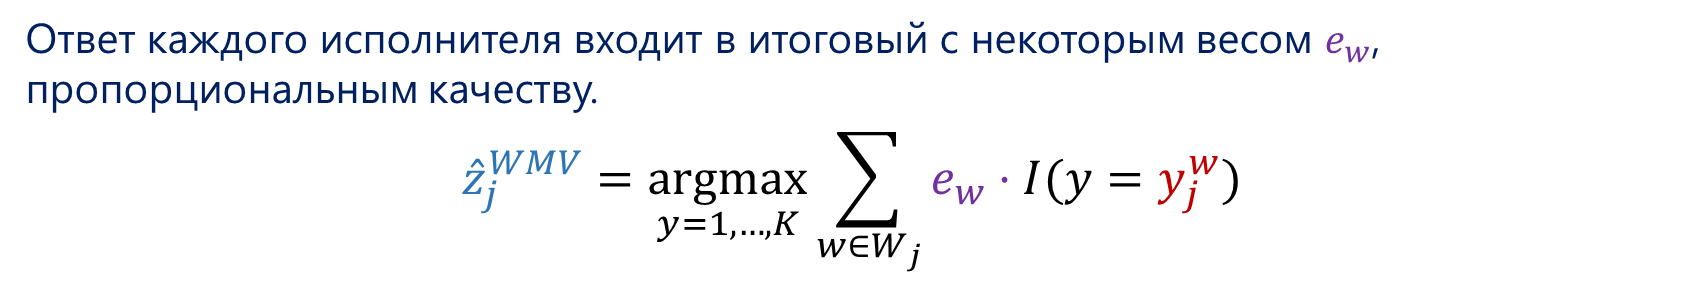 Ответ каждого исполнителя входит в итоговый с некоторым весом e_w,
пропорциональным качеству.
ẑ_j^{WMV} = argmax_{y=1,…,K} ∑_{w∈W_j} e_w · I(y = y_j^w)